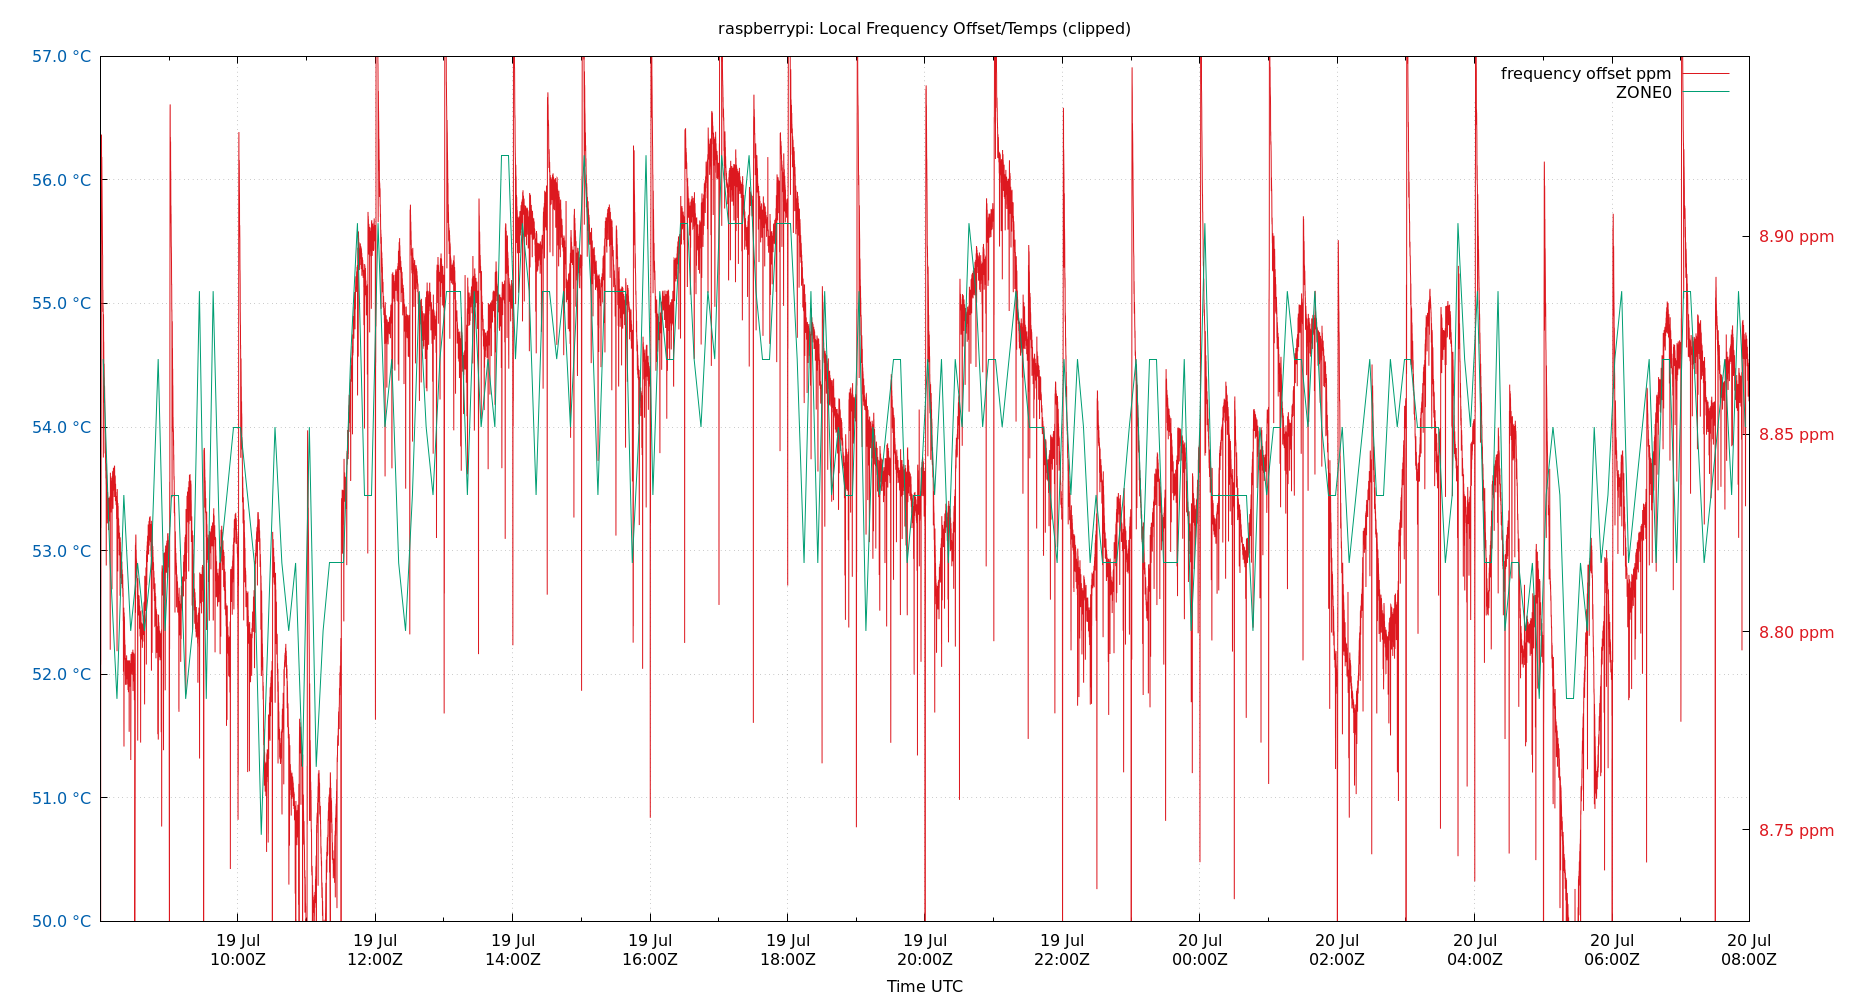 raspberrypi: Local Frequency Offset/Temps (clipped)
frequency offset ppm
ZONE0
57.0 °C
56.0 °C
55.0 °C
54.0 °C
53.0 °C
52.0 °C
51.0 °C
50.0 °C
8.90 ppm
8.85 ppm
8.80 ppm
8.75 ppm
19 Jul
10:00Z
19 Jul
12:00Z
19 Jul
14:00Z
19 Jul
16:00Z
19 Jul
18:00Z
19 Jul
20:00Z
19 Jul
22:00Z
20 Jul
00:00Z
20 Jul
02:00Z
20 Jul
04:00Z
20 Jul
06:00Z
20 Jul
08:00Z
Time UTC